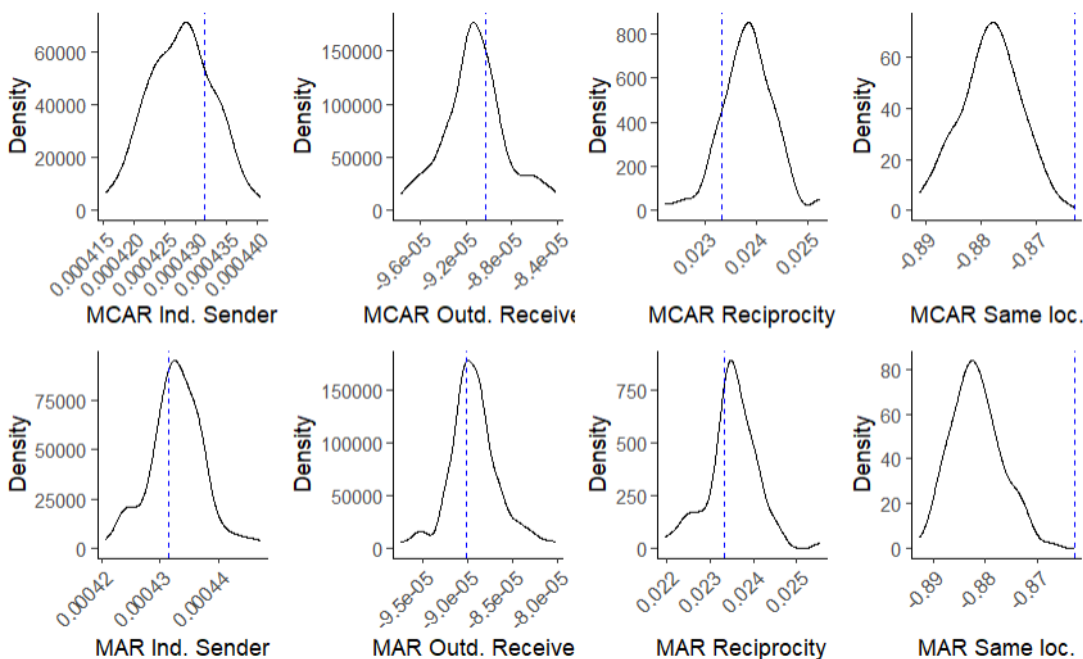 Density
60000
40000
20000
0
0.000415
0.000420
0.000425
0.000430
0.000435
0.000440
MCAR Ind. Sender
Density
150000
100000
50000
0
-9.6e-05
-9.2e-05
-8.8e-05
-8.4e-05
MCAR Outd. Receive
Density
800
600
400
200
0
0.023
0.024
0.025
MCAR Reciprocity
Density
60
40
20
0
-0.89
-0.88
-0.87
MCAR Same loc.
Density
75000
50000
25000
0
0.00042
0.00043
0.00044
MAR Ind. Sender
Density
150000
100000
50000
0
-9.5e-05
-9.0e-05
-8.5e-05
-8.0e-05
MAR Outd. Receive
Density
750
500
250
0
0.022
0.023
0.024
0.025
MAR Reciprocity
Density
80
60
40
20
0
-0.89
-0.88
-0.87
MAR Same loc.